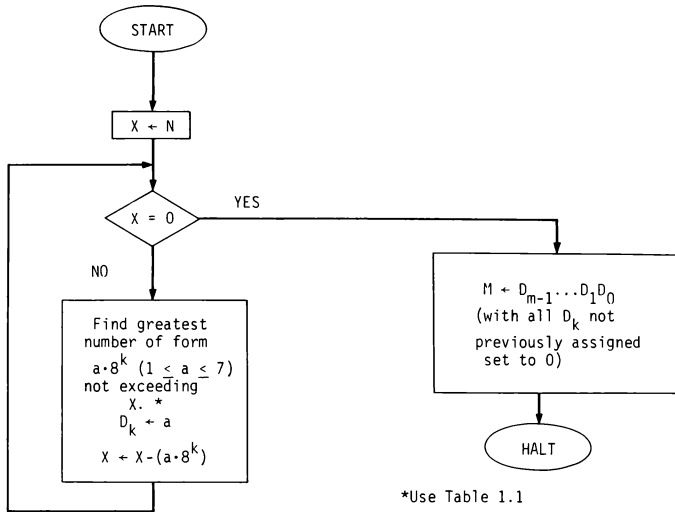 START
X ← N
X = 0
YES
NO
Find greatest
number of form
a·8^k (1 ≤ a ≤ 7)
not exceeding
X. *
D_k ← a
X ← X-(a·8^k)
M ← D_{m-1}...D_1D_0
(with all D_k not
previously assigned
set to 0)
HALT
*Use Table 1.1